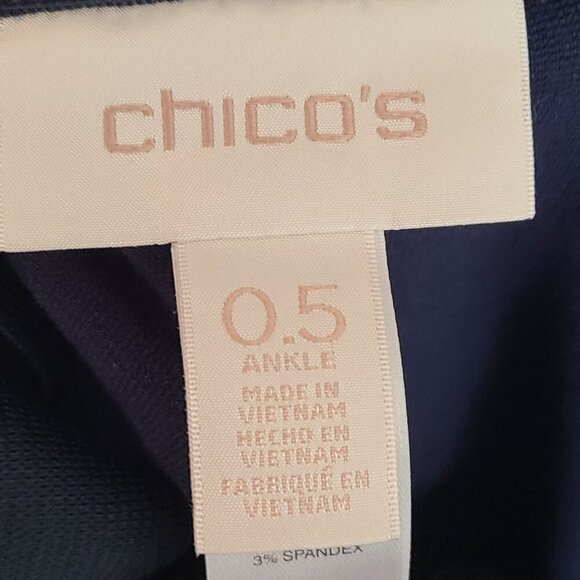 chico's
0.5
ANKLE
MADE IN
VIETNAM
HECHO EN
VIETNAM
FABRIQUÉ EN
VIETNAM
3% SPANDEX